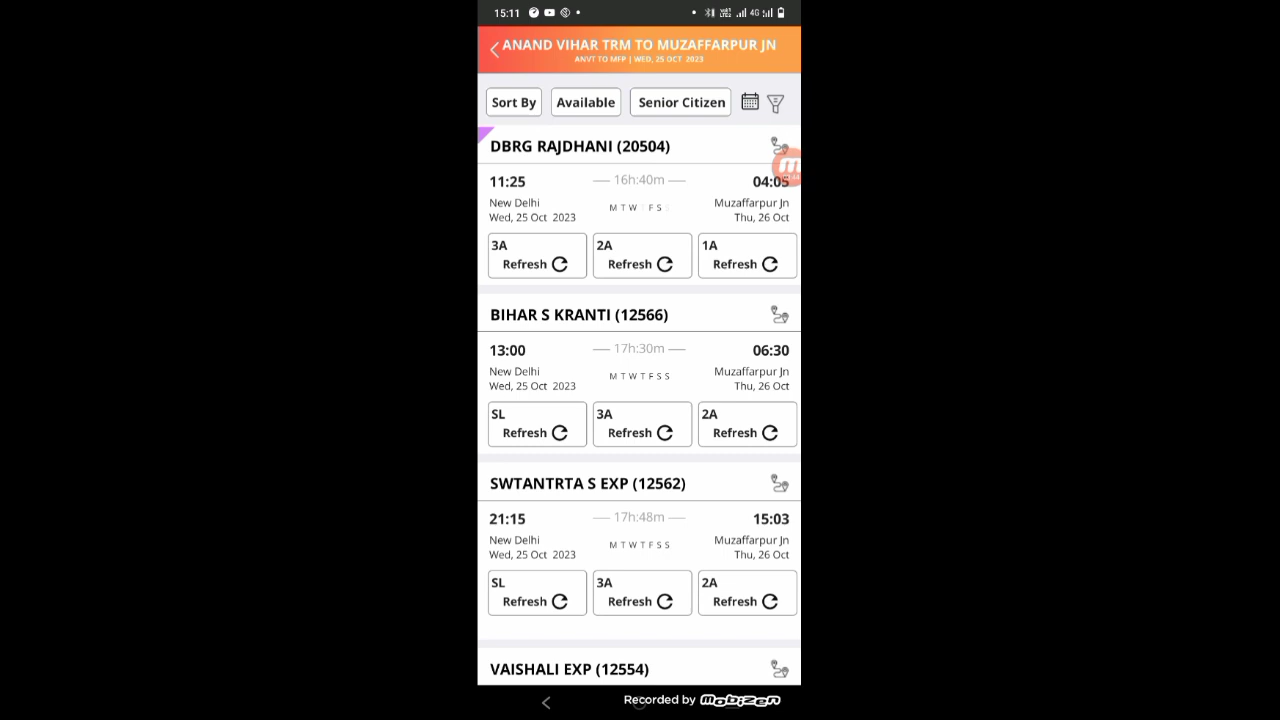 15:11
4G
ANAND VIHAR TRM TO MUZAFFARPUR JN
ANVT TO MFP | WED, 25 OCT 2023
Sort By Available Senior Citizen
DBRG RAJDHANI (20504)
11:25 16h:40m 04:05
New Delhi M T W F S Muzaffarpur Jn
Wed, 25 Oct 2023 Thu, 26 Oct
3A 2A 1A
Refresh Refresh Refresh
BIHAR S KRANTI (12566)
13:00 17h:30m 06:30
New Delhi M T W T F S S Muzaffarpur Jn
Wed, 25 Oct 2023 Thu, 26 Oct
SL 3A 2A
Refresh Refresh Refresh
SWTANTRTA S EXP (12562)
21:15 17h:48m 15:03
New Delhi M T W T F S S Muzaffarpur Jn
Wed, 25 Oct 2023 Thu, 26 Oct
SL 3A 2A
Refresh Refresh Refresh
VAISHALI EXP (12554)
Recorded by Mobizen